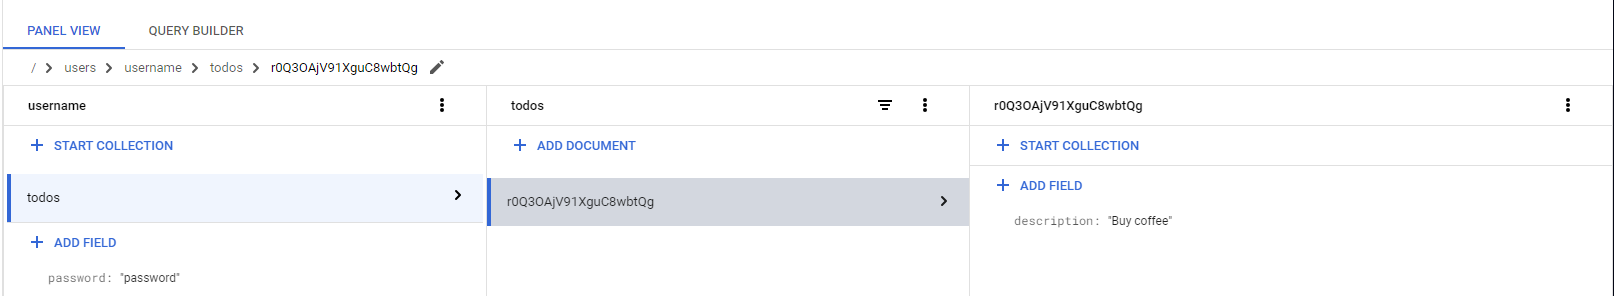 PANEL VIEW QUERY BUILDER
/ > users > username > todos > r0Q3OAjV91XguC8wbtQg
username todos r0Q3OAjV91XguC8wbtQg
+ START COLLECTION + ADD DOCUMENT + START COLLECTION
todos r0Q3OAjV91XguC8wbtQg + ADD FIELD
description: "Buy coffee"
+ ADD FIELD
password: "password"